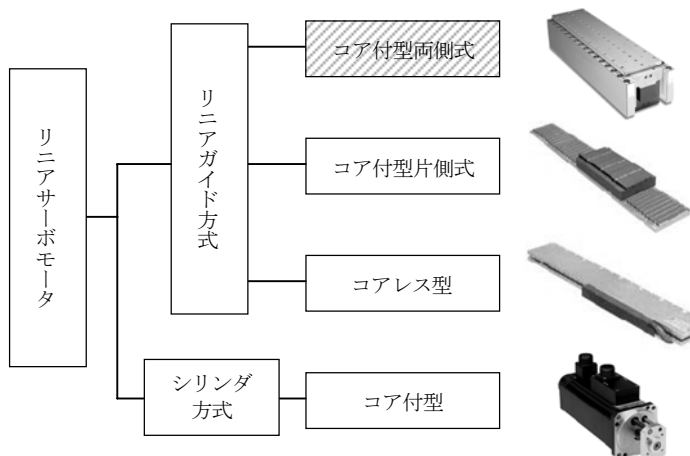 リニアサーボモータ
リニアガイド方式
コア付型両側式
コア付型片側式
コアレス型
シリンダ
方式
コア付型